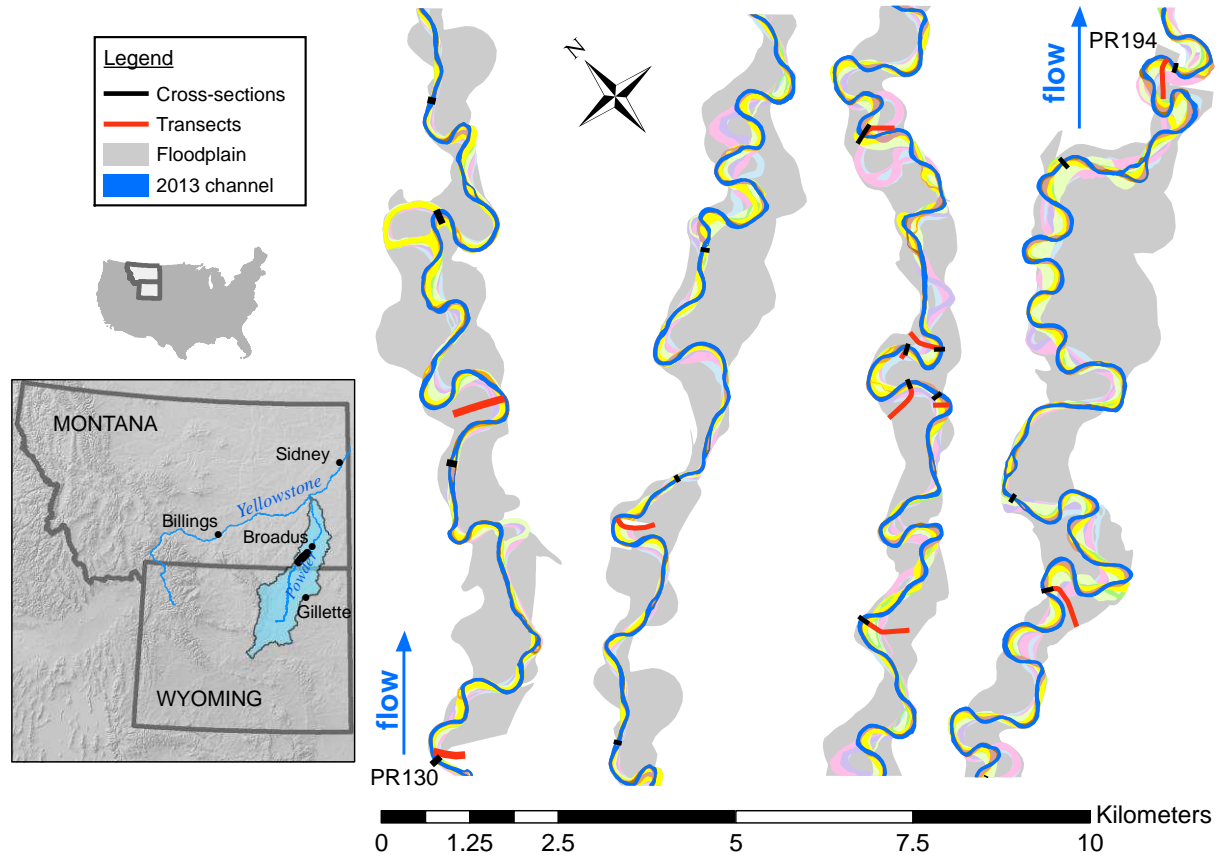 Legend
Cross-sections
Transects
Floodplain
2013 channel
N
flow
PR194
MONTANA
Sidney
Yellowstone
Billings
Broadus
Powder
Gillette
WYOMING
flow
PR130
Kilometers
0 1.25 2.5 5 7.5 10